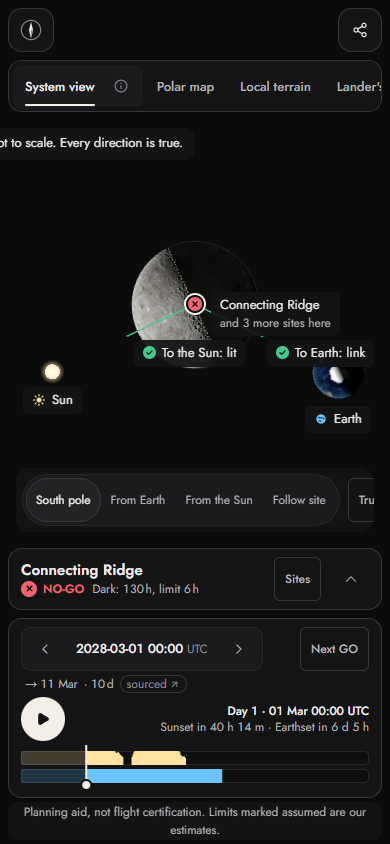 System view
Polar map
Local terrain
Lander's
ot to scale. Every direction is true.
Connecting Ridge
and 3 more sites here
To the Sun: lit
To Earth: link
Sun
Earth
South pole
From Earth
From the Sun
Follow site
Tru
Connecting Ridge
NO-GO Dark: 130 h, limit 6 h
Sites
2028-03-01 00:00 UTC
Next GO
→ 11 Mar · 10 d sourced ↗
Day 1 · 01 Mar 00:00 UTC
Sunset in 40 h 14 m · Earthset in 6 d 5 h
Planning aid, not flight certification. Limits marked assumed are our
estimates.